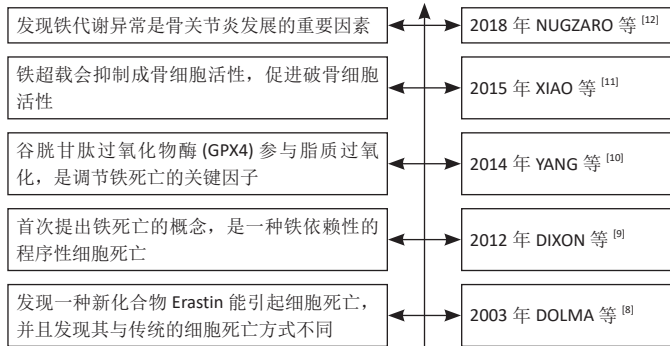 发现铁代谢异常是骨关节炎发展的重要因素
2018 年 NUGZARO 等 [12]
铁超载会抑制成骨细胞活性，促进破骨细胞
活性
2015 年 XIAO 等 [11]
谷胱甘肽过氧化物酶 (GPX4) 参与脂质过氧
化，是调节铁死亡的关键因子
2014 年 YANG 等 [10]
首次提出铁死亡的概念，是一种铁依赖性的
程序性细胞死亡
2012 年 DIXON 等 [9]
发现一种新化合物 Erastin 能引起细胞死亡，
并且发现其与传统的细胞死亡方式不同
2003 年 DOLMA 等 [8]